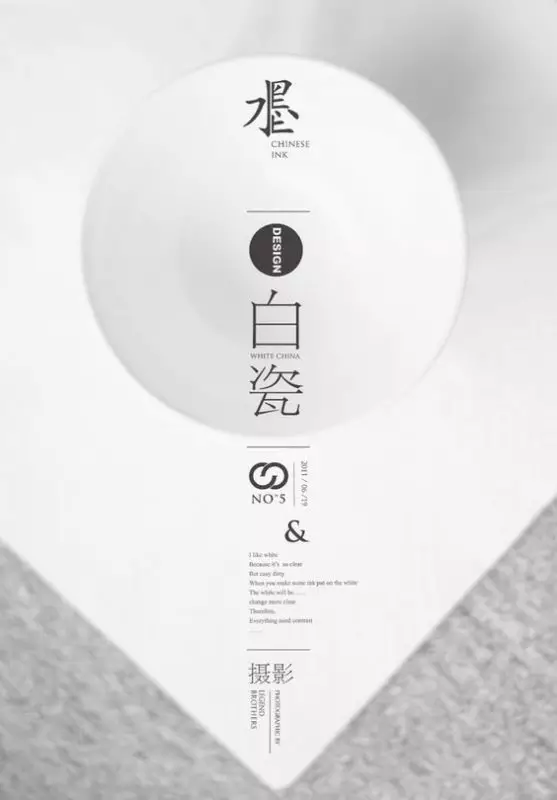 水墨
CHINESE
INK
DESIGN
白
WHITE CHINA
瓷
NO°5
2011 / 06 / 19
&
I like white
Because it's so clear
But easy dirty
When you make some ink put on the white
The white will be……
change more clear
Therefore,
Everything need contrast
……
摄影
PHOTOGRAPHIC BY
LEGEND
BROTHERS